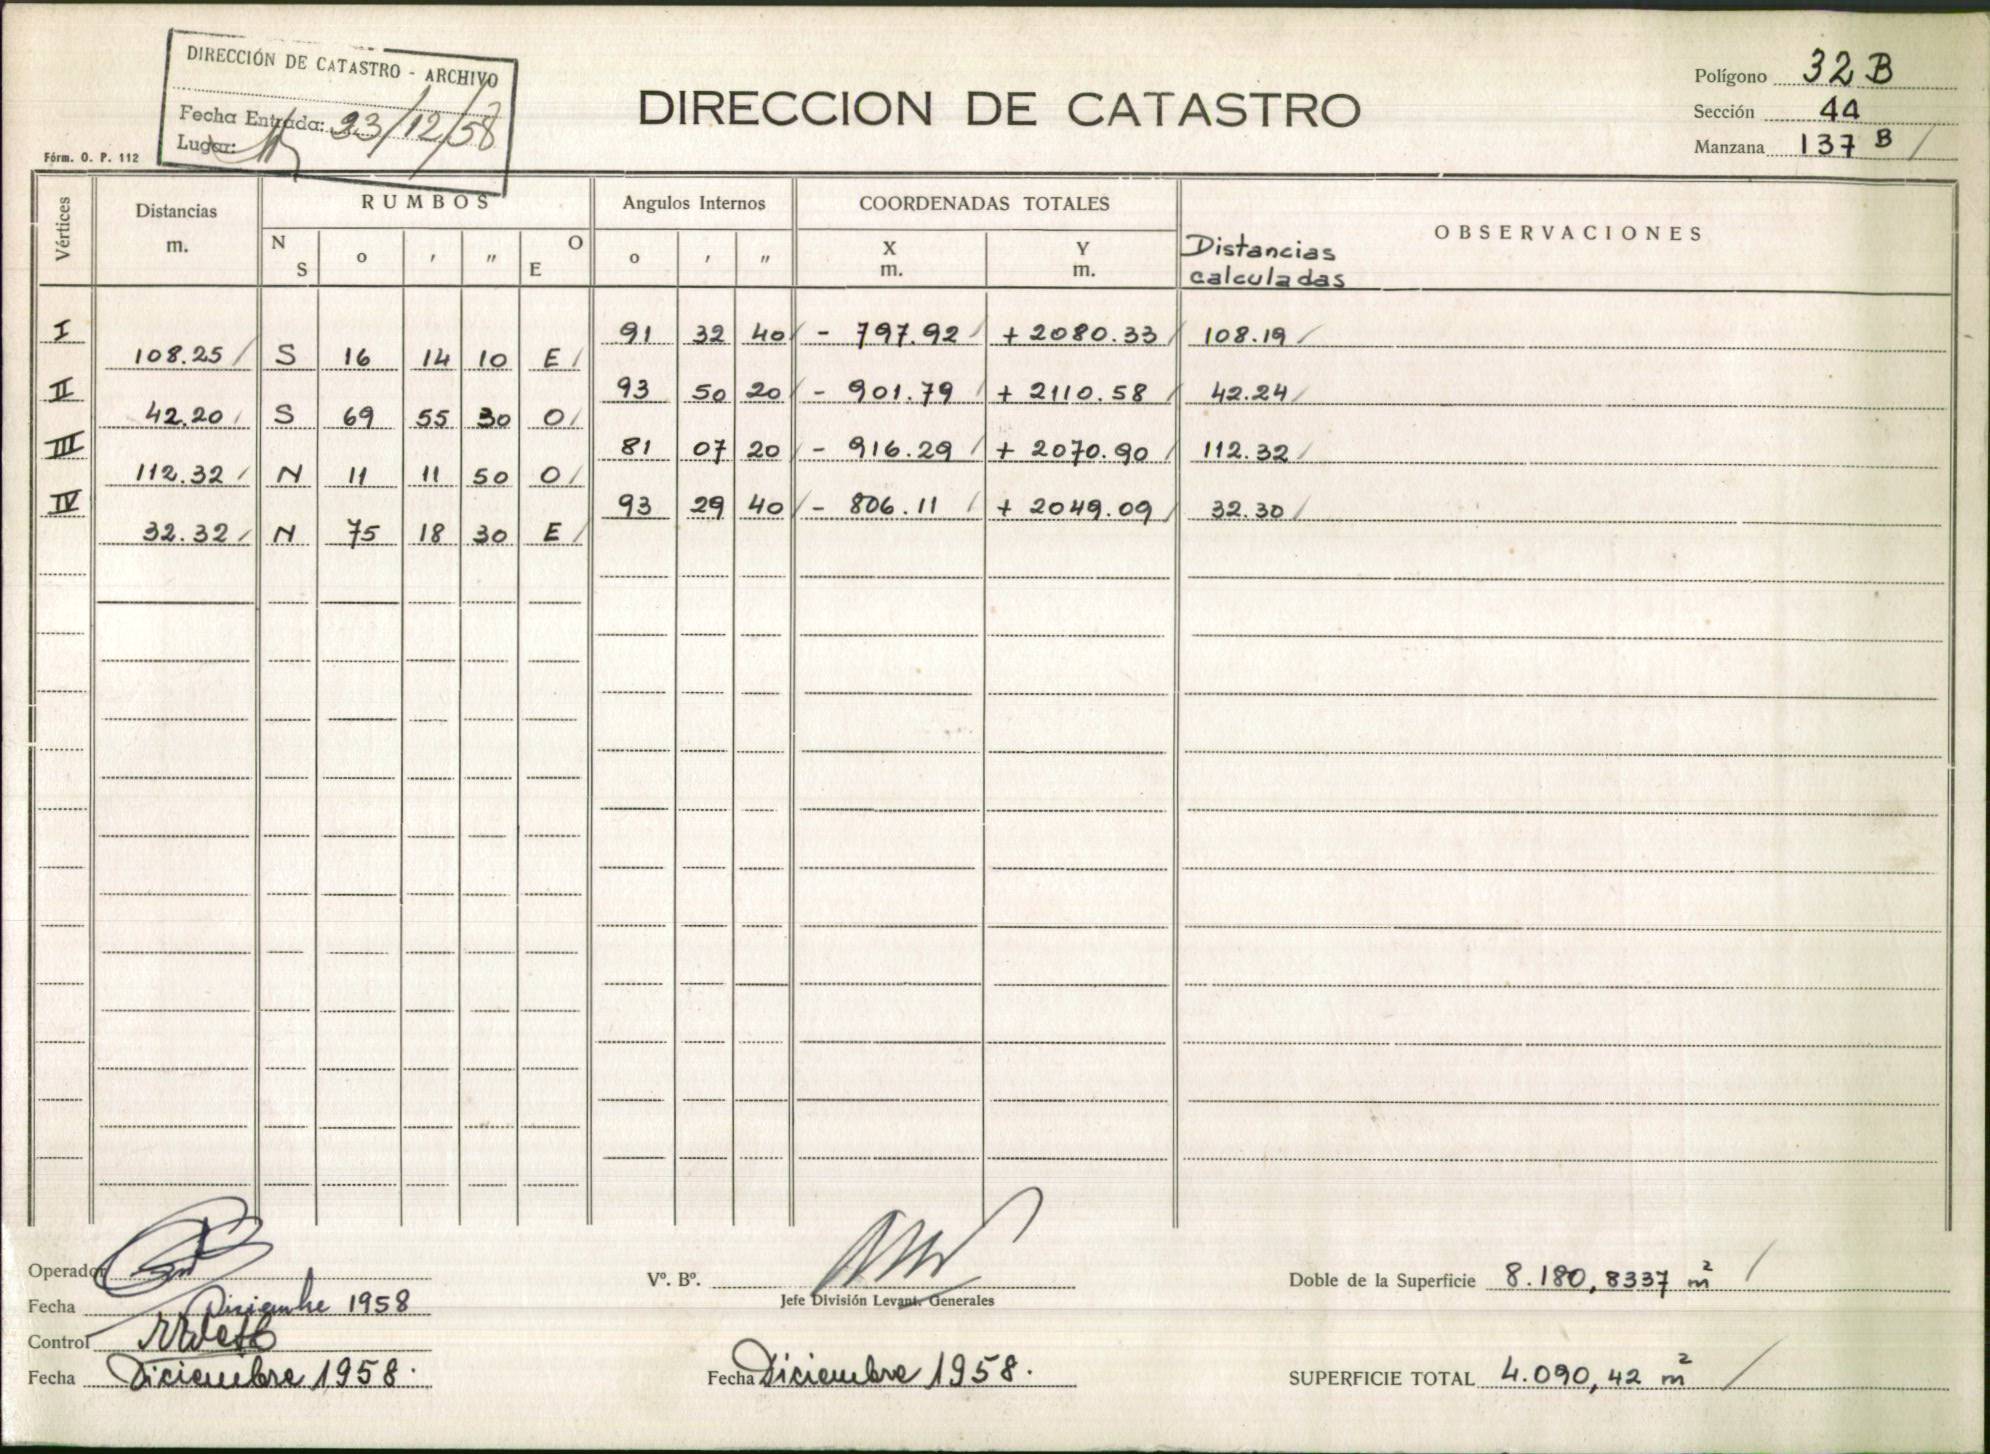 DIRECCIÓN DE CATASTRO - ARCHIVO
Fecha Entrada: 23/12/58
Lugar:
Fórm. O. P. 112
DIRECCION DE CATASTRO
Polígono 32 B
Sección 44
Manzana 137 B /
Vértices Distancias m. RUMBOS Angulos Internos COORDENADAS TOTALES OBSERVACIONES
N S o ′ ″ O E o ′ ″ X m. Y m. Distancias calculadas
I 91 32 40 / - 797.92 / + 2080.33 / 108.19 /
108.25 / S 16 14 10 E /
II 93 50 20 / - 901.79 / + 2110.58 / 42.24 /
42.20 / S 69 55 30 O /
III 81 07 20 / - 916.29 / + 2070.90 / 112.32 /
112.32 / N 11 11 50 O /
IV 93 29 40 / - 806.11 / + 2049.09 / 32.30 /
32.32 / N 75 18 30 E /
Operador
Fecha Diciembre 1958
Control
Fecha Diciembre 1958.
Vº. Bº.
Jefe División Levant. Generales
Fecha Diciembre 1958.
Doble de la Superficie 8.180,8337 m² /
SUPERFICIE TOTAL 4.090,42 m² /